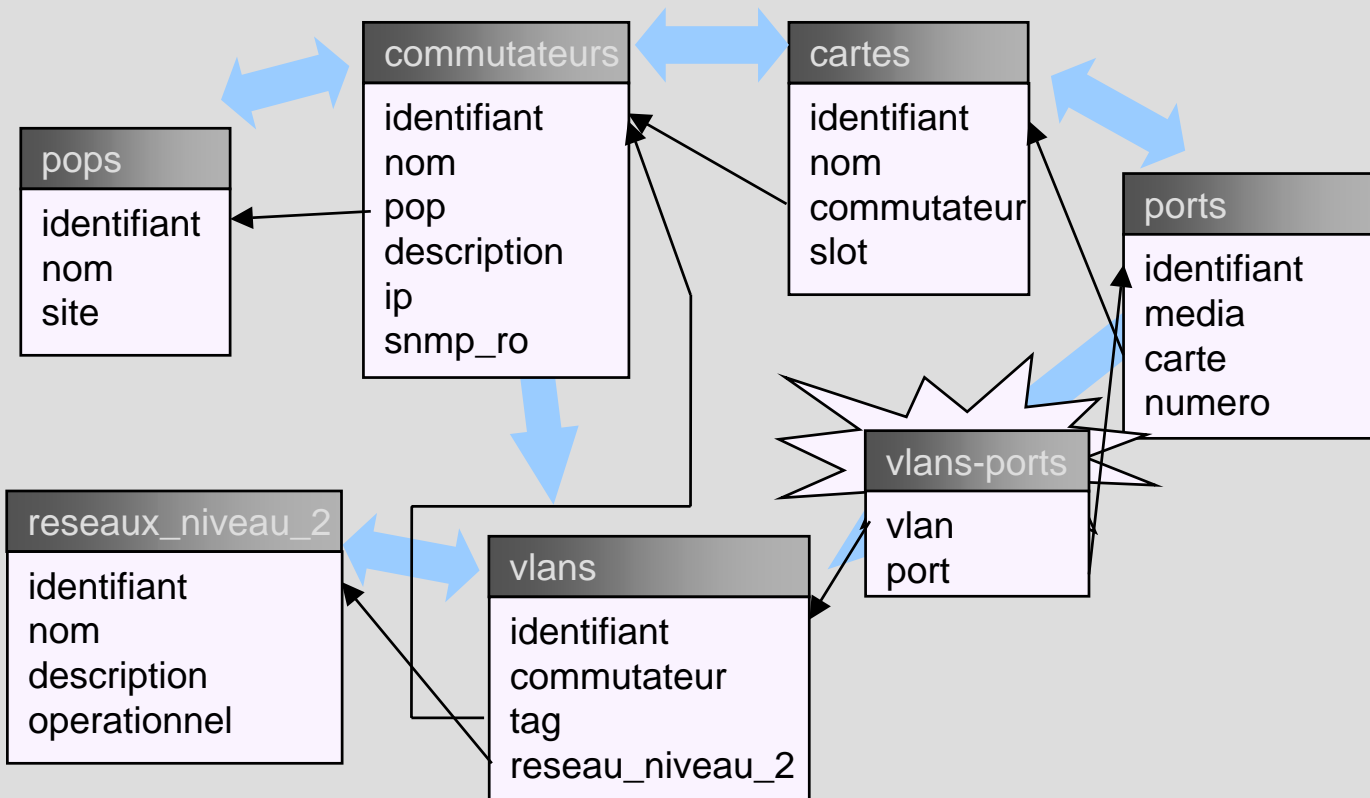 commutateurs
identifiant
nom
pop
description
ip
snmp_ro
cartes
identifiant
nom
commutateur
slot
pops
identifiant
nom
site
ports
identifiant
media
carte
numero
vlans-ports
vlan
port
reseaux_niveau_2
identifiant
nom
description
operationnel
vlans
identifiant
commutateur
tag
reseau_niveau_2